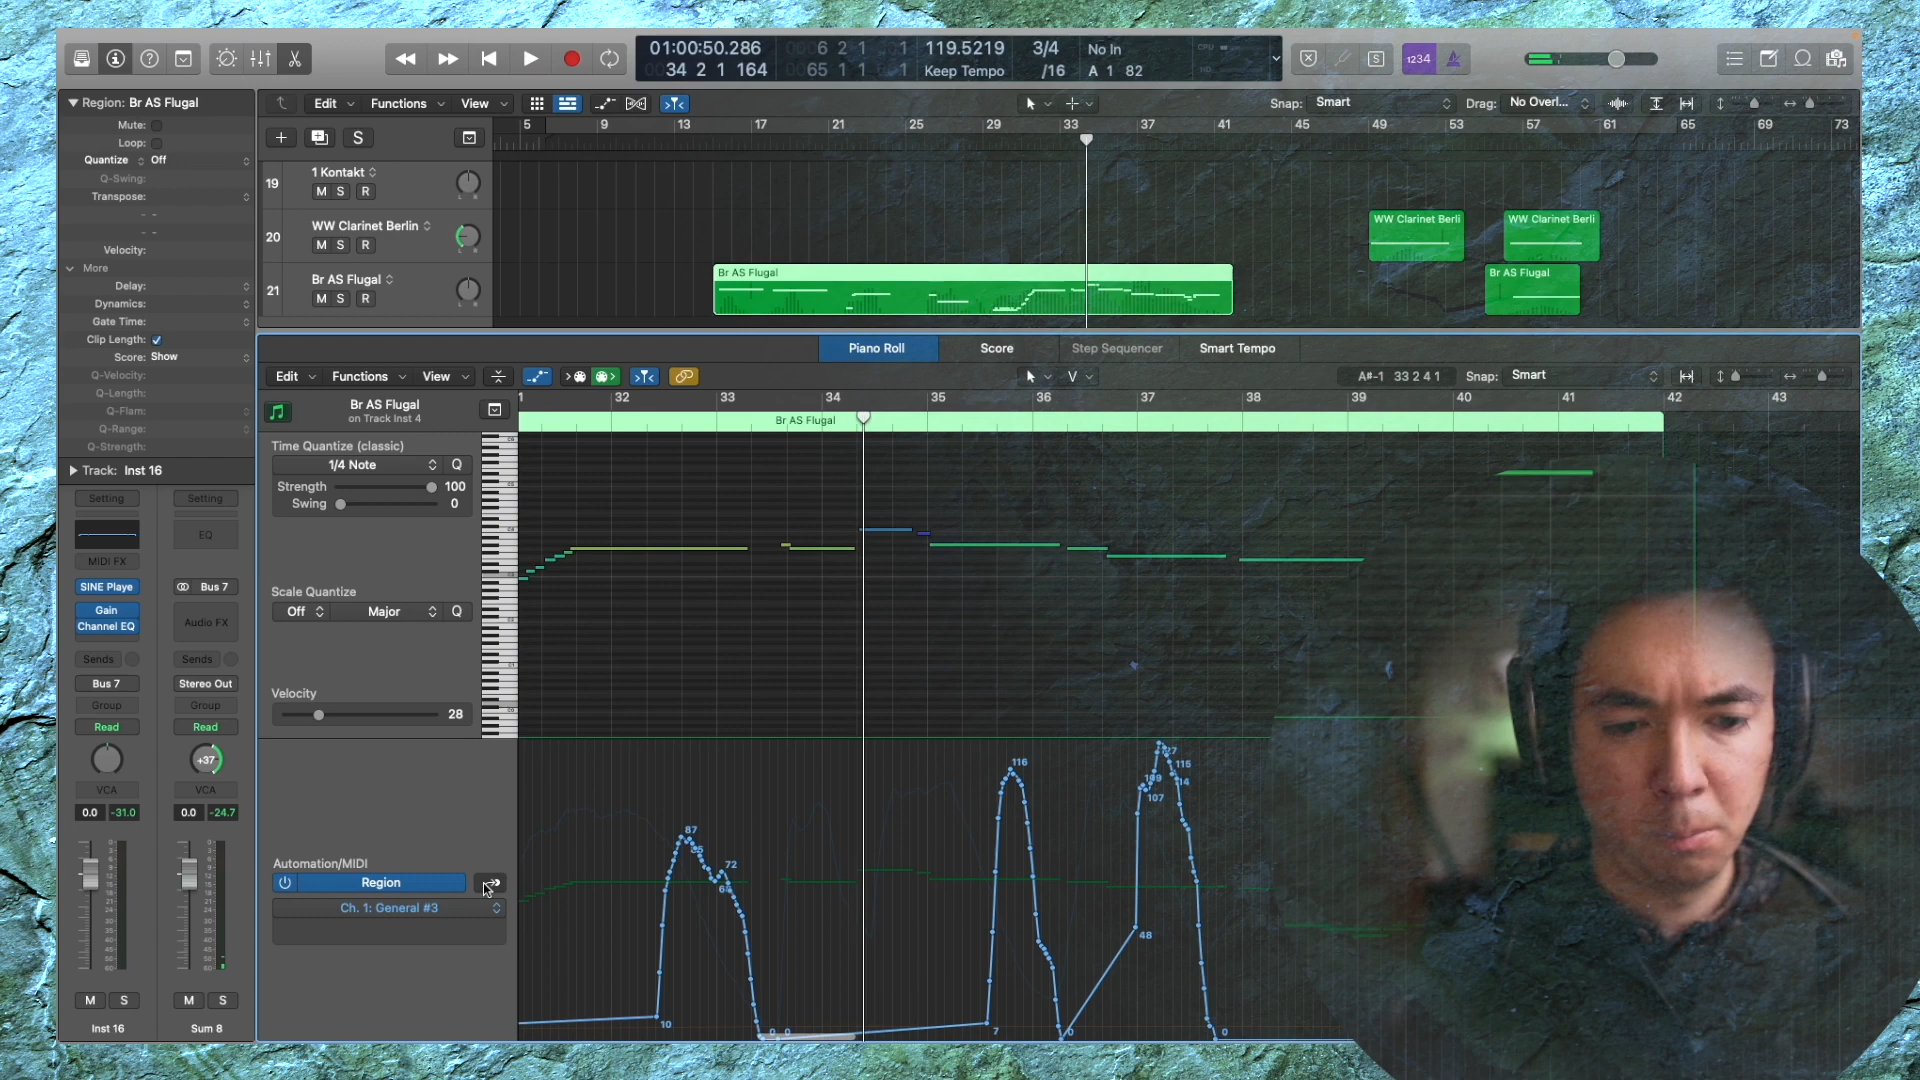 01:00:50.286
34 2 1 164
6 2 1
65 1 1
119.5219
Keep Tempo
3/4
/16
No In
A 1 82
CPU
HD
1234
Region: Br AS Flugal
Mute:
Loop:
Quantize Off
Q-Swing:
Transpose:
- -
- -
Velocity:
More
Delay:
Dynamics:
Gate Time:
Clip Length:
Score: Show
Q-Velocity:
Q-Length:
Q-Flam:
Q-Range:
Q-Strength:
Track: Inst 16
Edit Functions View
Snap: Smart
Drag: No Overl...
S
5 9 13 17 21 25 29 33 37 41 45 49 53 57 61 65 69 73
19 1 Kontakt
M S R
20 WW Clarinet Berlin
M S R
21 Br AS Flugal
M S R
WW Clarinet Berli
WW Clarinet Berli
Br AS Flugal
Br AS Flugal
Piano Roll Score Step Sequencer Smart Tempo
Edit Functions View
A#-1 33 2 4 1
Snap: Smart
Br AS Flugal
on Track Inst 4
1 32 33 34 35 36 37 38 39 40 41 42 43
Br AS Flugal
Time Quantize (classic)
1/4 Note Q
Strength 100
Swing 0
Scale Quantize
Off Major Q
Velocity
28
Automation/MIDI
Region
Ch. 1: General #3
10
87
72
0 0
7
116
0
48
107
115
0
Setting Setting
EQ
MIDI FX
SINE Playe Bus 7
Gain
Channel EQ Audio FX
Sends Sends
Bus 7 Stereo Out
Group Group
Read Read
+37
VCA VCA
0.0 -31.0 0.0 -24.7
M S M S
Inst 16 Sum 8